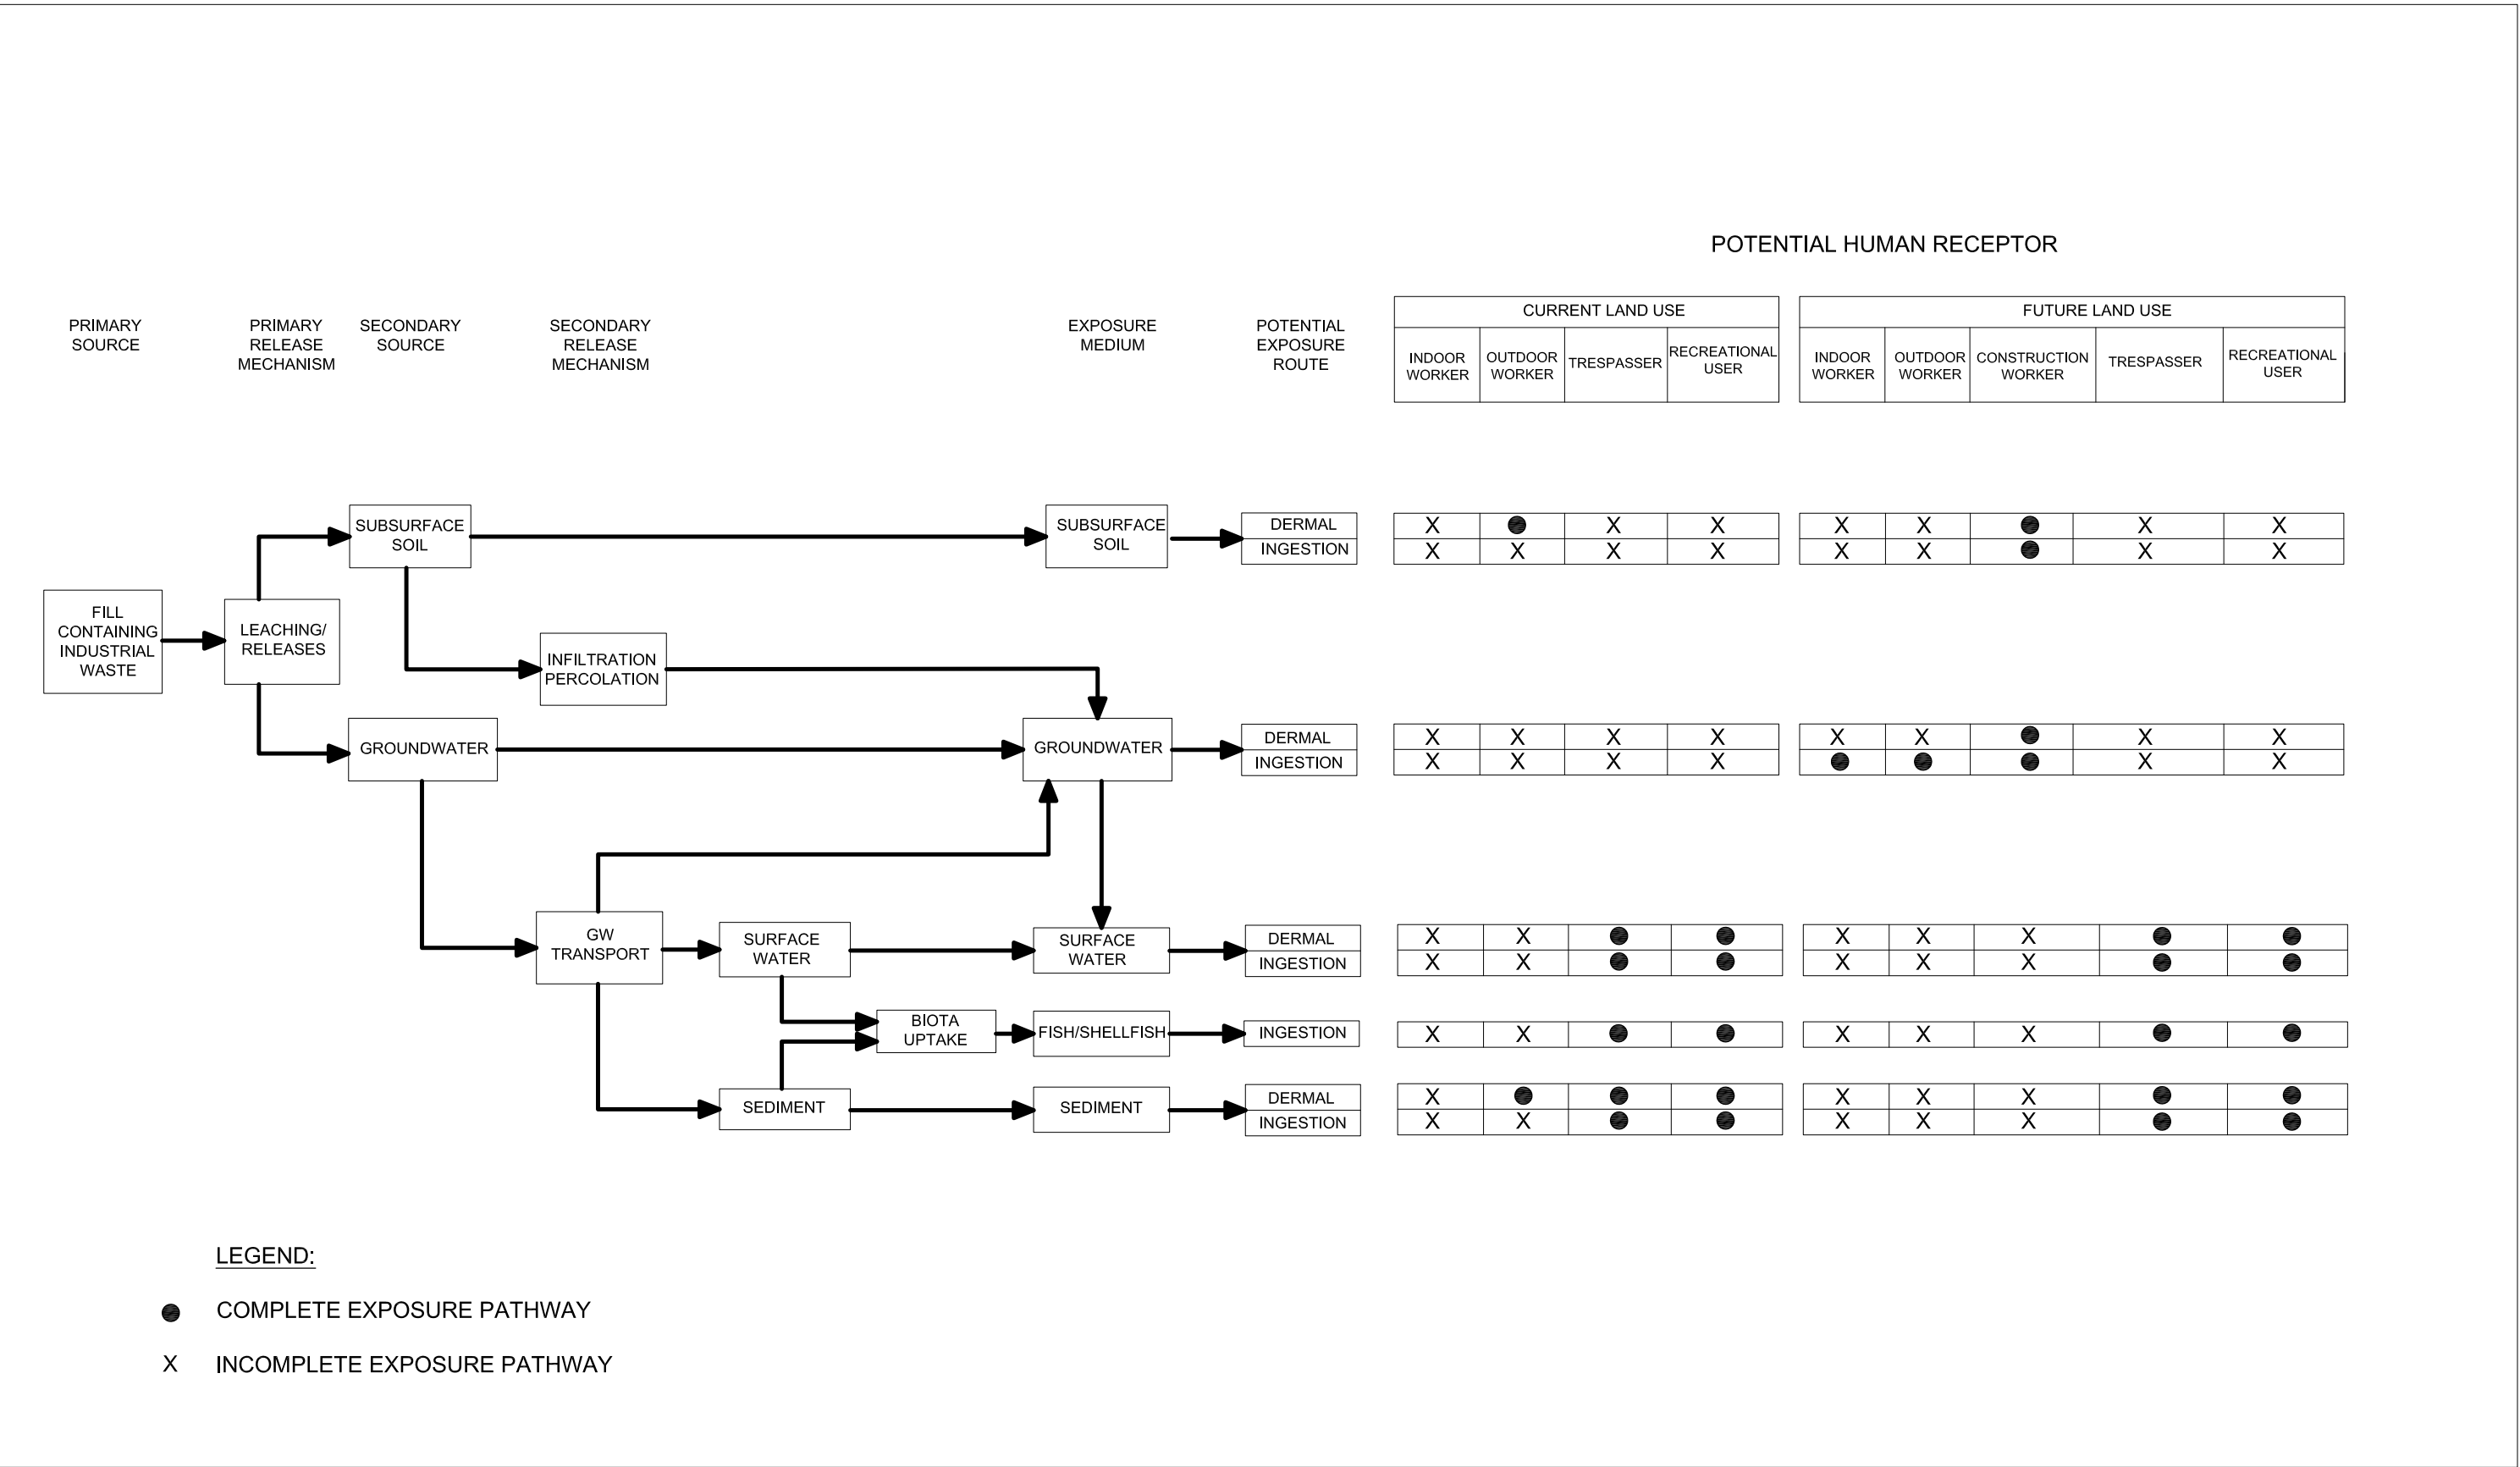 POTENTIAL HUMAN RECEPTOR
PRIMARY
SOURCE
PRIMARY
RELEASE
MECHANISM
SECONDARY
SOURCE
SECONDARY
RELEASE
MECHANISM
EXPOSURE
MEDIUM
POTENTIAL
EXPOSURE
ROUTE
CURRENT LAND USE
INDOOR
WORKER
OUTDOOR
WORKER
TRESPASSER
RECREATIONAL
USER
FUTURE LAND USE
INDOOR
WORKER
OUTDOOR
WORKER
CONSTRUCTION
WORKER
TRESPASSER
RECREATIONAL
USER
SUBSURFACE
SOIL
SUBSURFACE
SOIL
DERMAL
X X X X X X X
INGESTION
X X X X X X X X
FILL
CONTAINING
INDUSTRIAL
WASTE
LEACHING/
RELEASES
INFILTRATION
PERCOLATION
GROUNDWATER
GROUNDWATER
DERMAL
X X X X X X X X
INGESTION
X X X X X X
GW
TRANSPORT
SURFACE
WATER
SURFACE
WATER
DERMAL
X X X X X
INGESTION
X X X X X
BIOTA
UPTAKE
FISH/SHELLFISH
INGESTION
X X X X X
SEDIMENT
SEDIMENT
DERMAL
X X X X
INGESTION
X X X X X
LEGEND:
COMPLETE EXPOSURE PATHWAY
X INCOMPLETE EXPOSURE PATHWAY